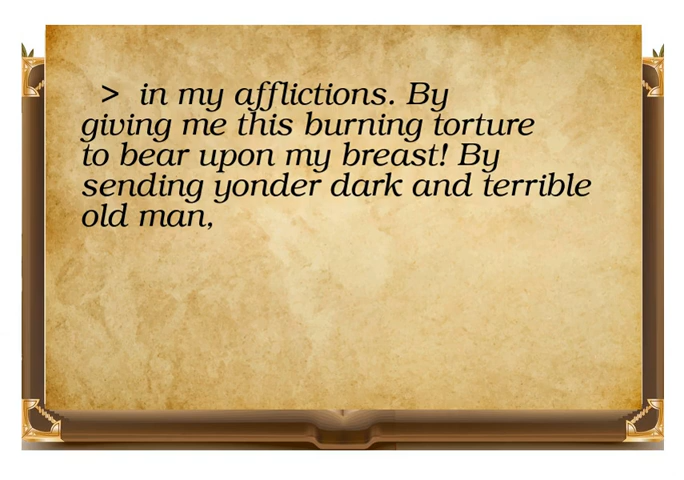 > in my afflictions. By
giving me this burning torture
to bear upon my breast! By
sending yonder dark and terrible
old man,